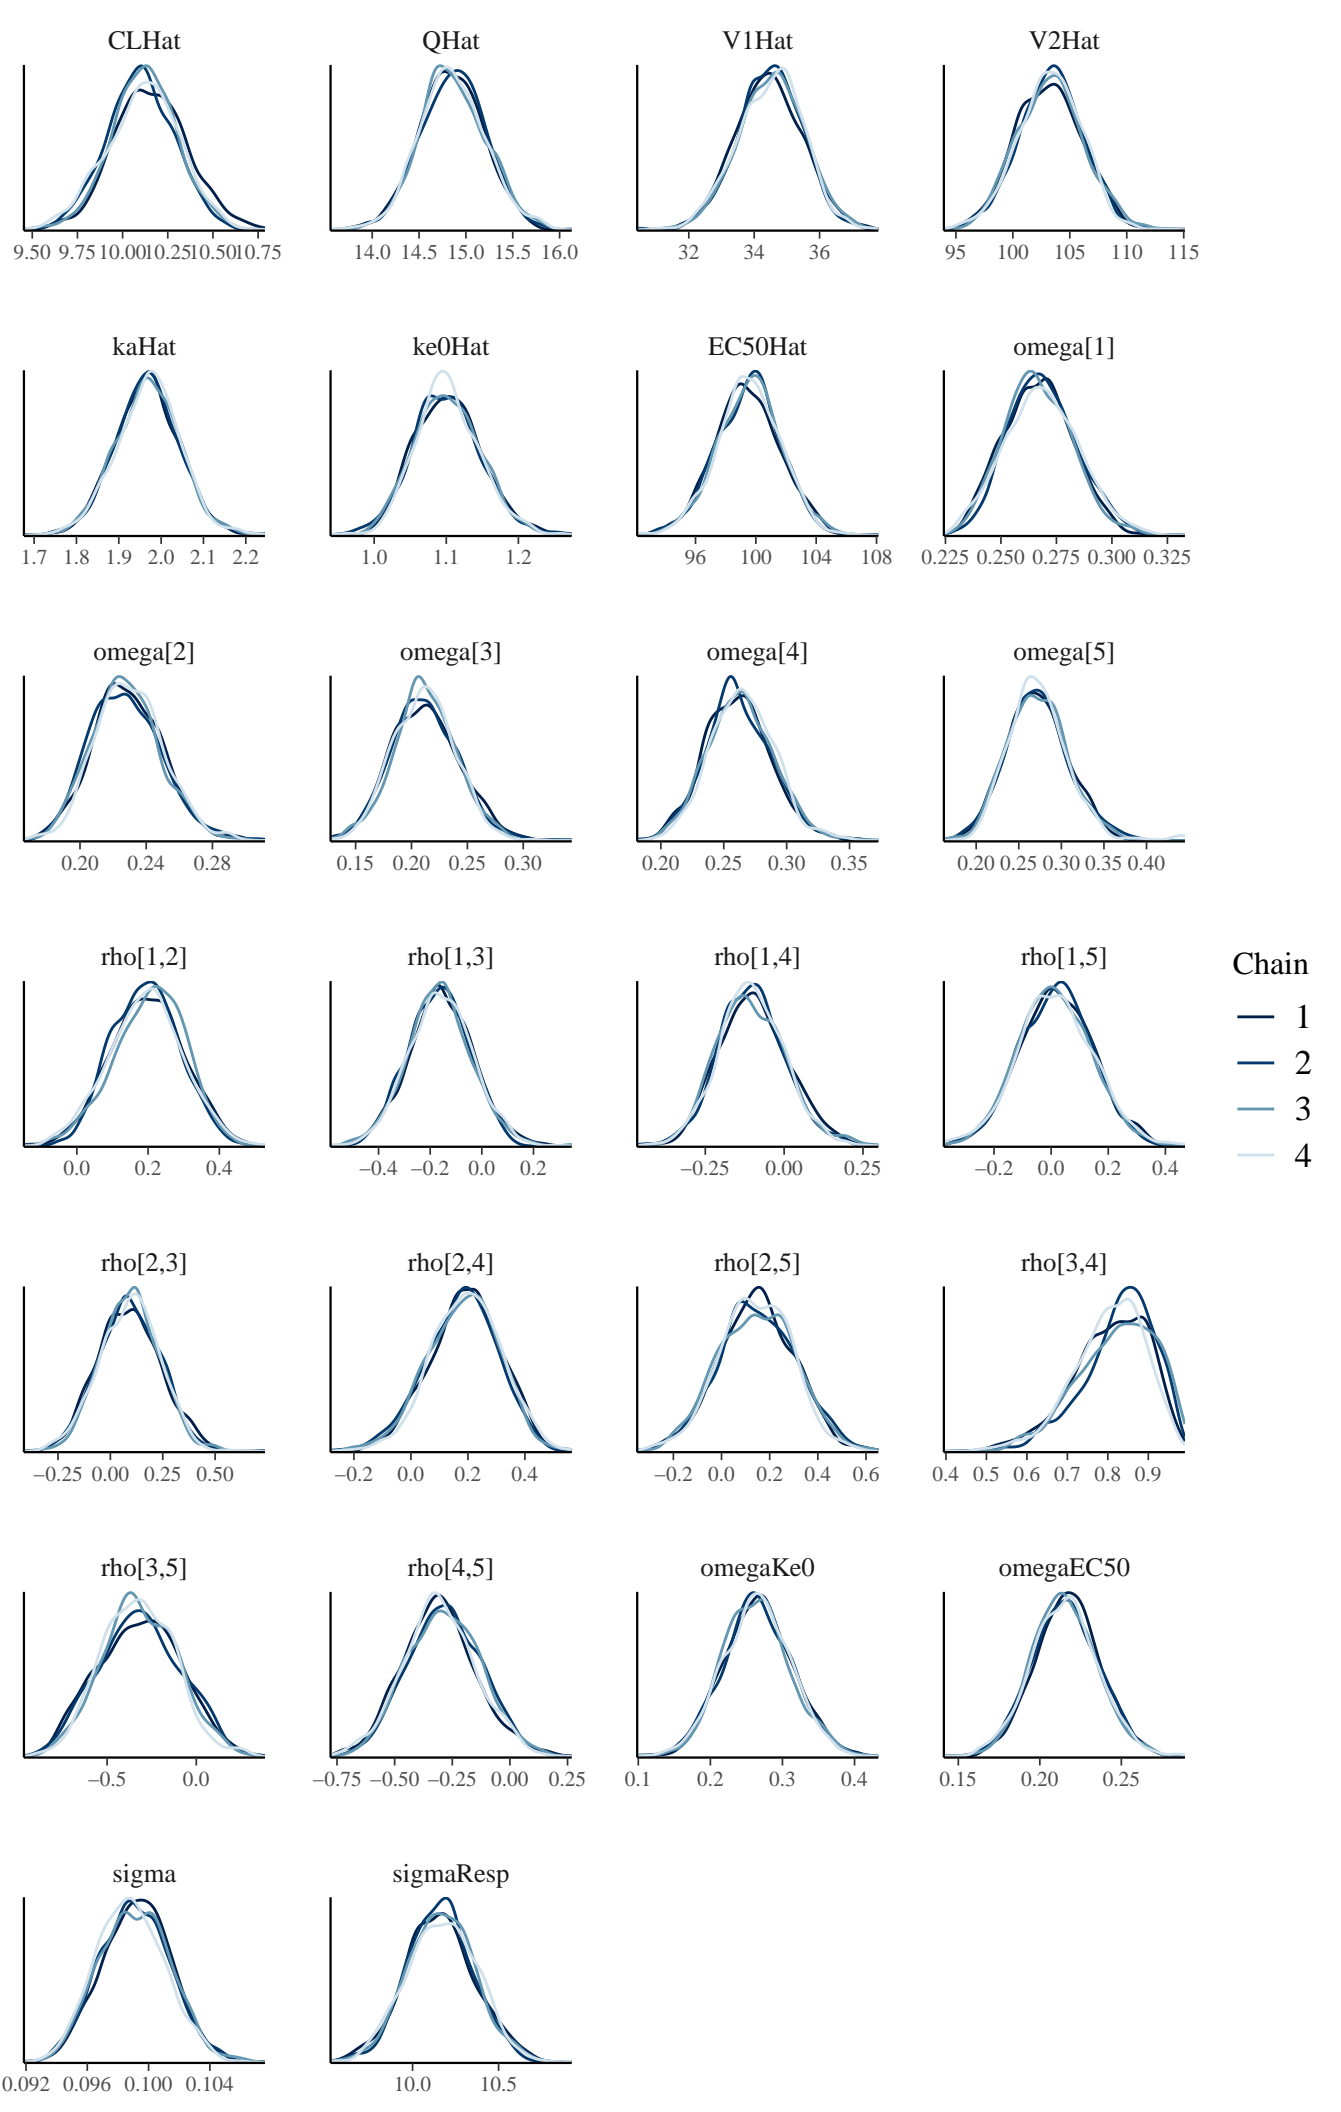 CLHat QHat V1Hat V2Hat
9.50 9.75 10.00 10.25 10.50 10.75 14.0 14.5 15.0 15.5 16.0 32 34 36 95 100 105 110 115
kaHat ke0Hat EC50Hat omega[1]
1.7 1.8 1.9 2.0 2.1 2.2 1.0 1.1 1.2 96 100 104 108 0.225 0.250 0.275 0.300 0.325
omega[2] omega[3] omega[4] omega[5]
0.20 0.24 0.28 0.15 0.20 0.25 0.30 0.20 0.25 0.30 0.35 0.20 0.25 0.30 0.35 0.40
rho[1,2] rho[1,3] rho[1,4] rho[1,5]
0.0 0.2 0.4 −0.4 −0.2 0.0 0.2 −0.25 0.00 0.25 −0.2 0.0 0.2 0.4
Chain
1
2
3
4
rho[2,3] rho[2,4] rho[2,5] rho[3,4]
−0.25 0.00 0.25 0.50 −0.2 0.0 0.2 0.4 −0.2 0.0 0.2 0.4 0.6 0.4 0.5 0.6 0.7 0.8 0.9
rho[3,5] rho[4,5] omegaKe0 omegaEC50
−0.5 0.0 −0.75 −0.50 −0.25 0.00 0.25 0.1 0.2 0.3 0.4 0.15 0.20 0.25
sigma sigmaResp
0.092 0.096 0.100 0.104 10.0 10.5